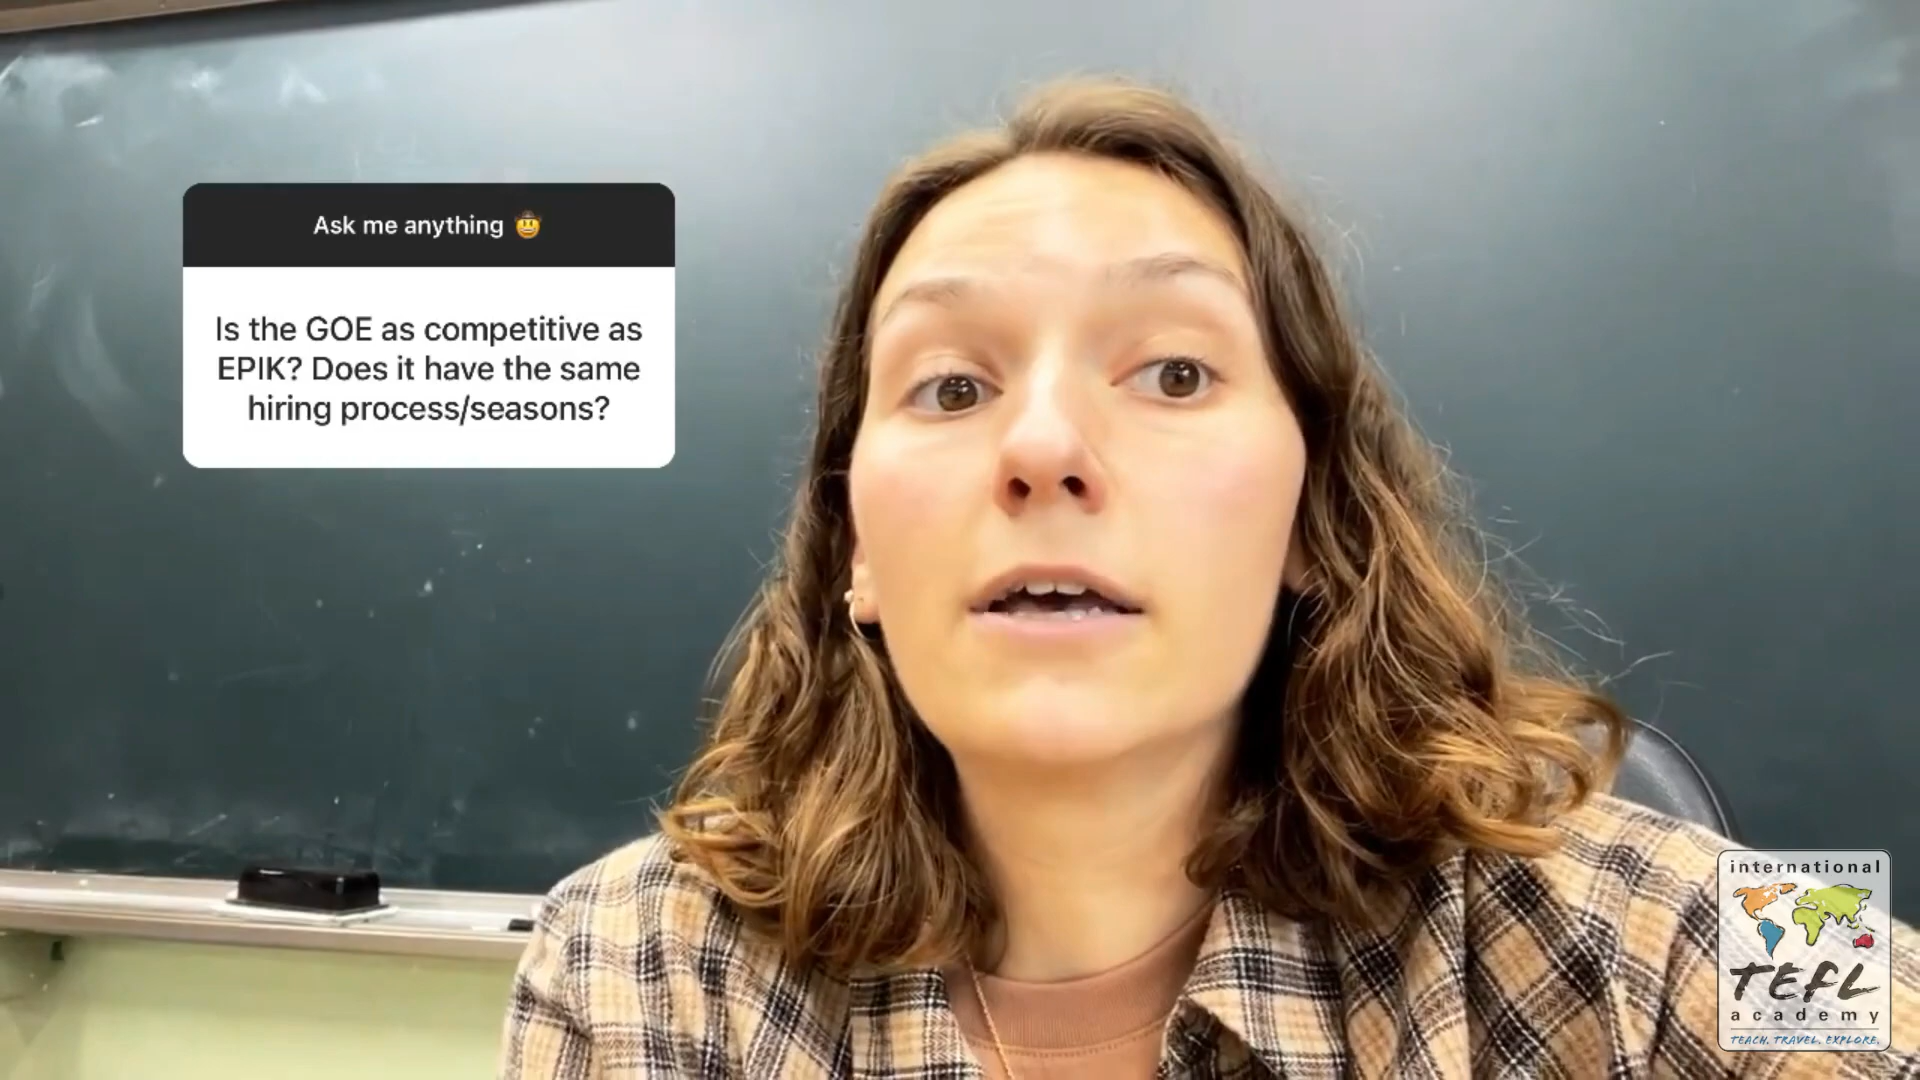 Ask me anything 🤠
Is the GOE as competitive as
EPIK? Does it have the same
hiring process/seasons?
international
TEFL
academy
TEACH. TRAVEL. EXPLORE.